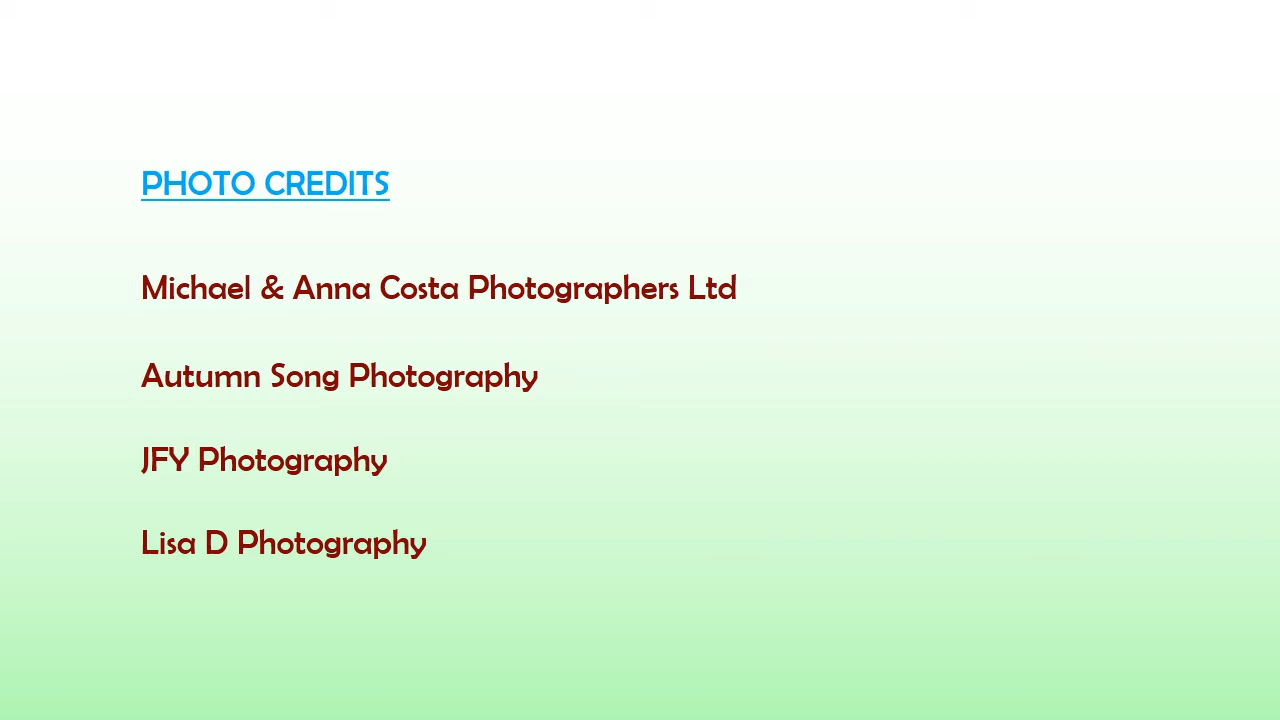 PHOTO CREDITS
Michael & Anna Costa Photographers Ltd
Autumn Song Photography
JFY Photography
Lisa D Photography